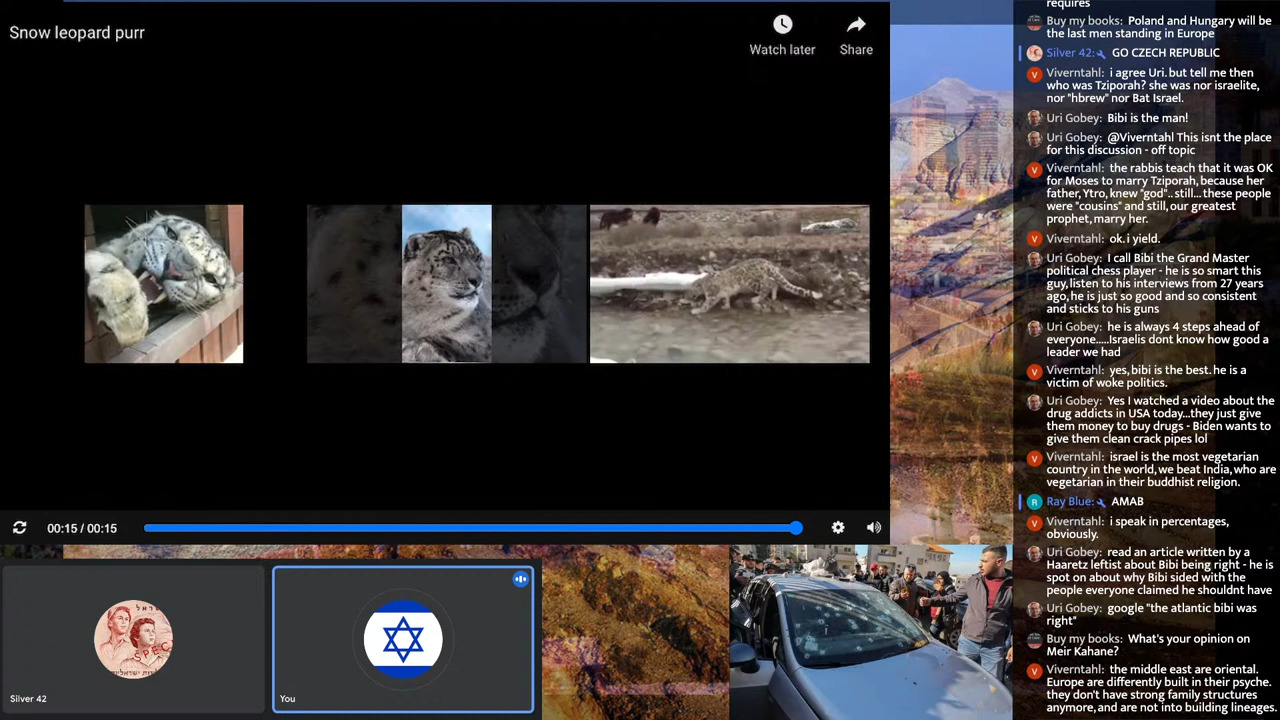 Snow leopard purr
Watch later
Share
00:15 / 00:15
Silver 42
You
requires
Buy my books: Poland and Hungary will be
the last men standing in Europe
Silver 42: GO CZECH REPUBLIC
Viverntahl: i agree Uri. but tell me then
who was Tziporah? she was nor israelite,
nor "hbrew" nor Bat Israel.
Uri Gobey: Bibi is the man!
Uri Gobey: @Viverntahl! This isnt the place
for this discussion - off topic
Viverntahl: the rabbis teach that it was OK
for Moses to marry Tziporah, because her
father, Ytro, knew "god"..still...these people
were "cousins" and still, our greatest
prophet, marry her.
Viverntahl: ok. i yield.
Uri Gobey: I call Bibi the Grand Master
political chess player - he is so smart this
guy, listen to his interviews from 27 years
ago, he is just so good and so consistent
and sticks to his guns
Uri Gobey: he is always 4 steps ahead of
everyone.....Israelis dont know how good a
leader we had
Viverntahl: yes, bibi is the best. he is a
victim of woke politics.
Uri Gobey: Yes I watched a video about the
drug addicts in USA today...they just give
them money to buy drugs - Biden wants to
give them clean crack pipes lol
Viverntahl: israel is the most vegetarian
country in the world, we beat India, who are
vegetarian in their buddhist religion.
R Ray Blue: AMAB
Viverntahl: i speak in percentages,
obviously.
Uri Gobey: read an article written by a
Haaretz leftist about Bibi being right - he is
spot on about why Bibi sided with the
people everyone claimed he shouldnt have
Uri Gobey: google "the atlantic bibi was
right"
Buy my books: What's your opinion on
Meir Kahane?
Viverntahl: the middle east are oriental.
Europe are differently built in their psyche.
they don't have strong family structures
anymore, and are not into building lineages.